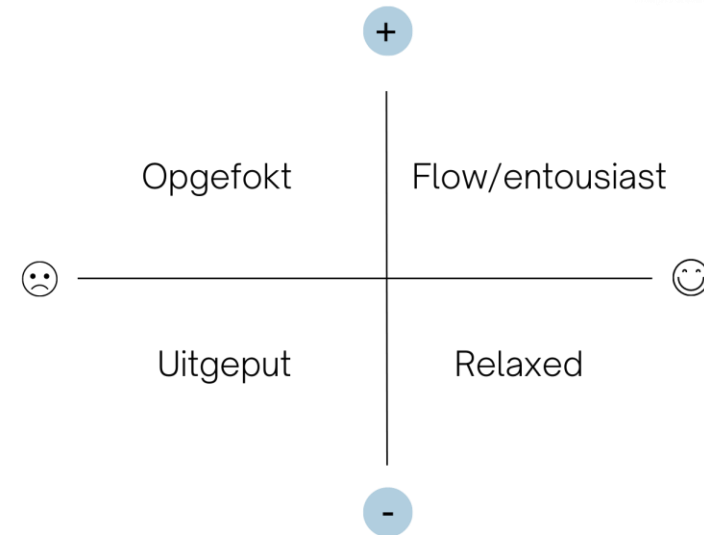 +
Opgefokt
Flow/entousiast
Uitgeput
Relaxed
-